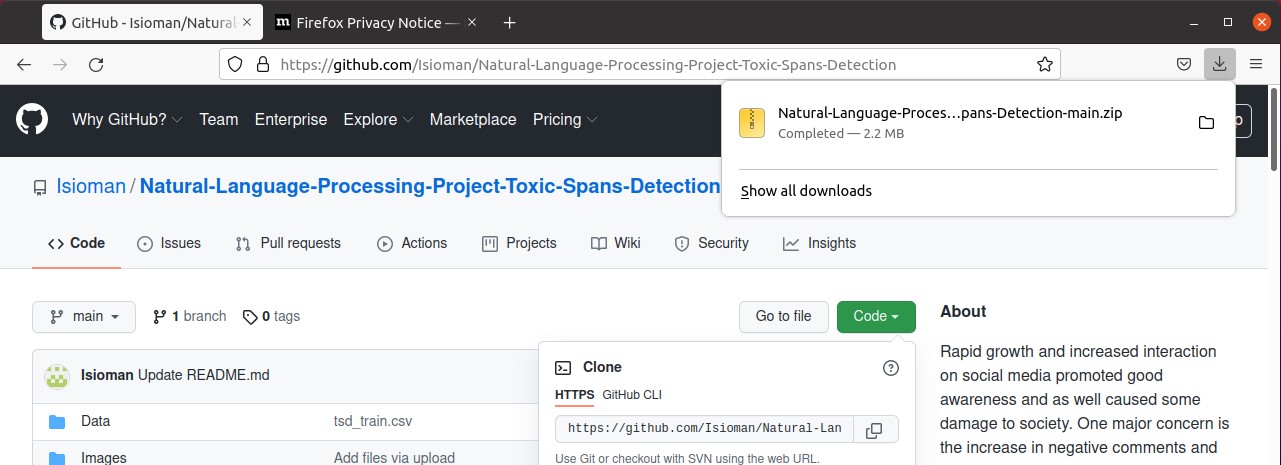 GitHub - Isioman/Natural-
Firefox Privacy Notice —
https://github.com/Isioman/Natural-Language-Processing-Project-Toxic-Spans-Detection
Natural-Language-Proces…pans-Detection-main.zip
Completed — 2.2 MB
Show all downloads
Why GitHub? Team Enterprise Explore Marketplace Pricing
Isioman / Natural-Language-Processing-Project-Toxic-Spans-Detection
Code Issues Pull requests Actions Projects Wiki Security Insights
main 1 branch 0 tags Go to file Code
Isioman Update README.md
Data tsd_train.csv
Images Add files via upload
Clone
HTTPS GitHub CLI
https://github.com/Isioman/Natural-Lan
Use Git or checkout with SVN using the web URL.
About
Rapid growth and increased interaction
on social media promoted good
awareness and as well caused some
damage to society. One major concern is
the increase in negative comments and